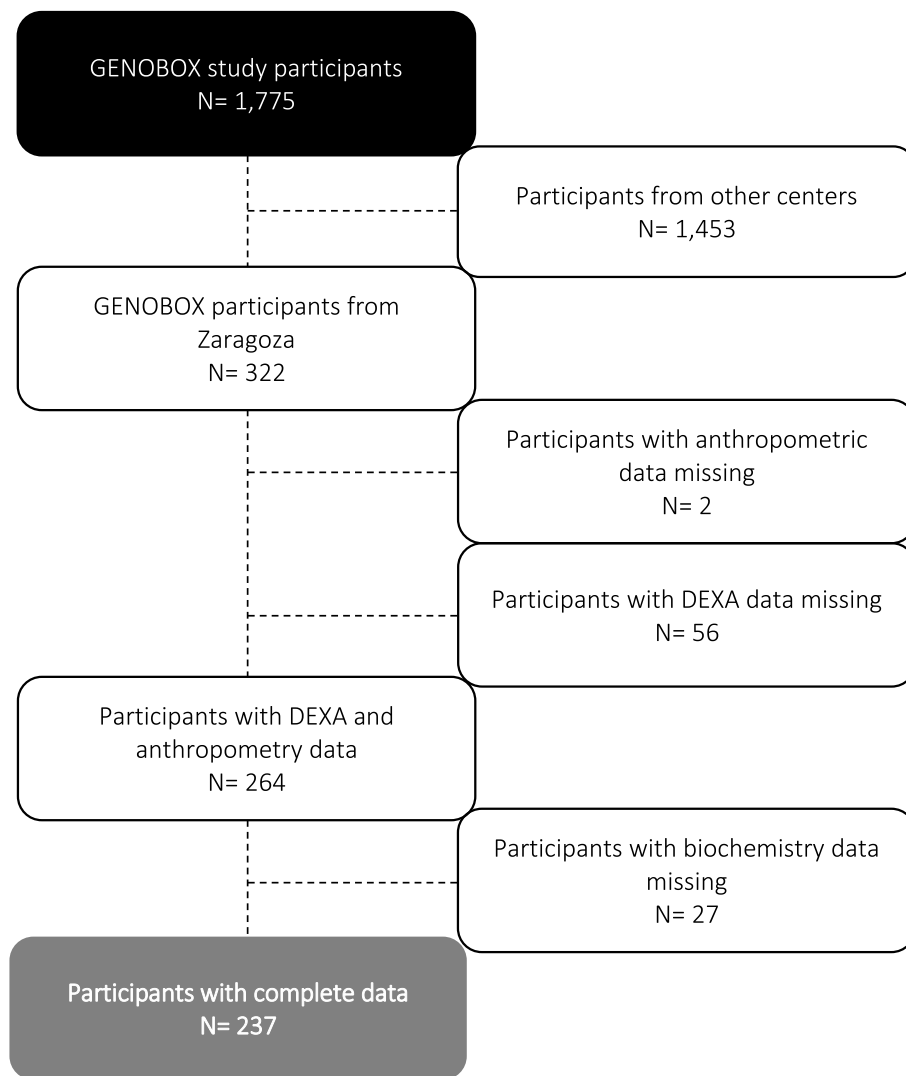 GENOBOX study participants
N= 1,775
Participants from other centers
N= 1,453
GENOBOX participants from
Zaragoza
N= 322
Participants with anthropometric
data missing
N= 2
Participants with DEXA data missing
N= 56
Participants with DEXA and
anthropometry data
N= 264
Participants with biochemistry data
missing
N= 27
Participants with complete data
N= 237